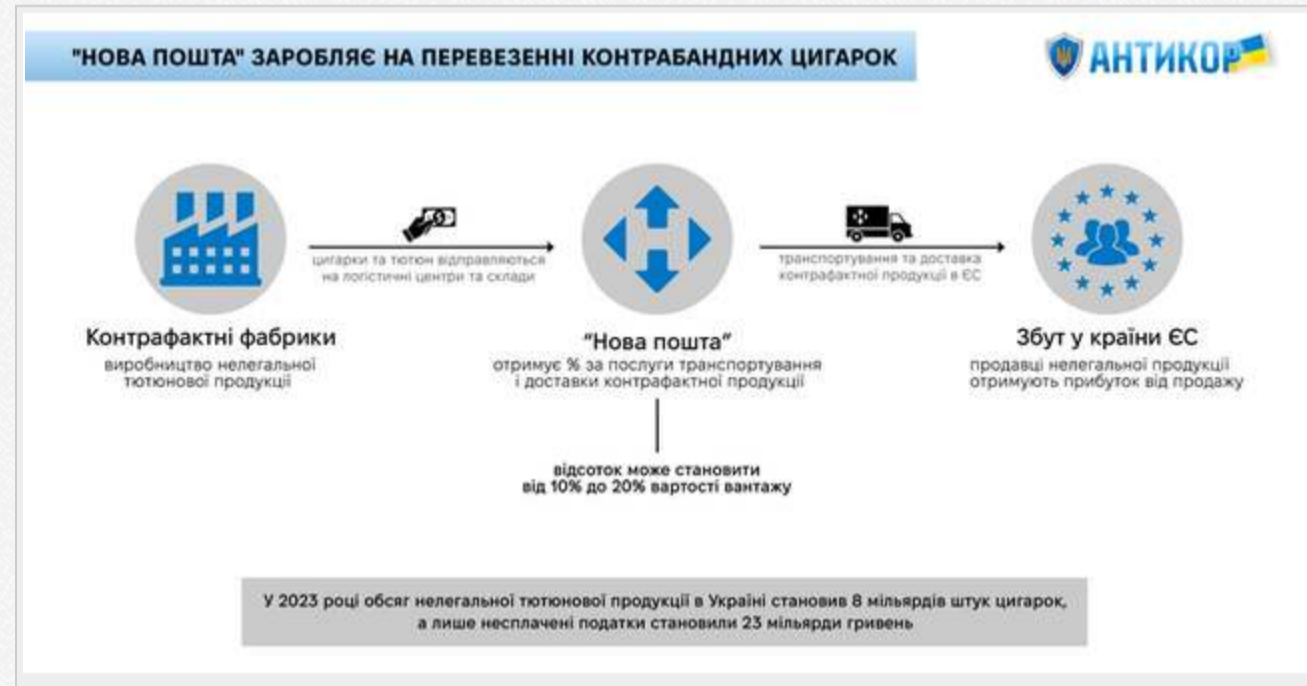 "НОВА ПОШТА" ЗАРОБЛЯЄ НА ПЕРЕВЕЗЕННІ КОНТРАБАНДНИХ ЦИГАРОК
АНТИКОР
цигарки та тютюн відправляються
на логістичні центри та склади
транспортування та доставка
контрафактної продукції в ЄС
Контрафактні фабрики
виробництво нелегальної
тютюнової продукції
"Нова пошта"
отримує % за послуги транспортування
і доставки контрафактної продукції
Збут у країни ЄС
продавці нелегальної продукції
отримують прибуток від продажу
відсоток може становити
від 10% до 20% вартості вантажу
У 2023 році обсяг нелегальної тютюнової продукції в Україні становив 8 мільярдів штук цигарок,
а лише несплачені податки становили 23 мільярди гривень